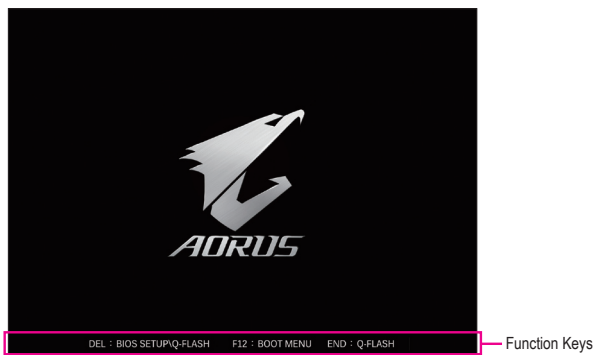 AORUS
DEL : BIOS SETUP\Q-FLASH F12 : BOOT MENU END : Q-FLASH
Function Keys